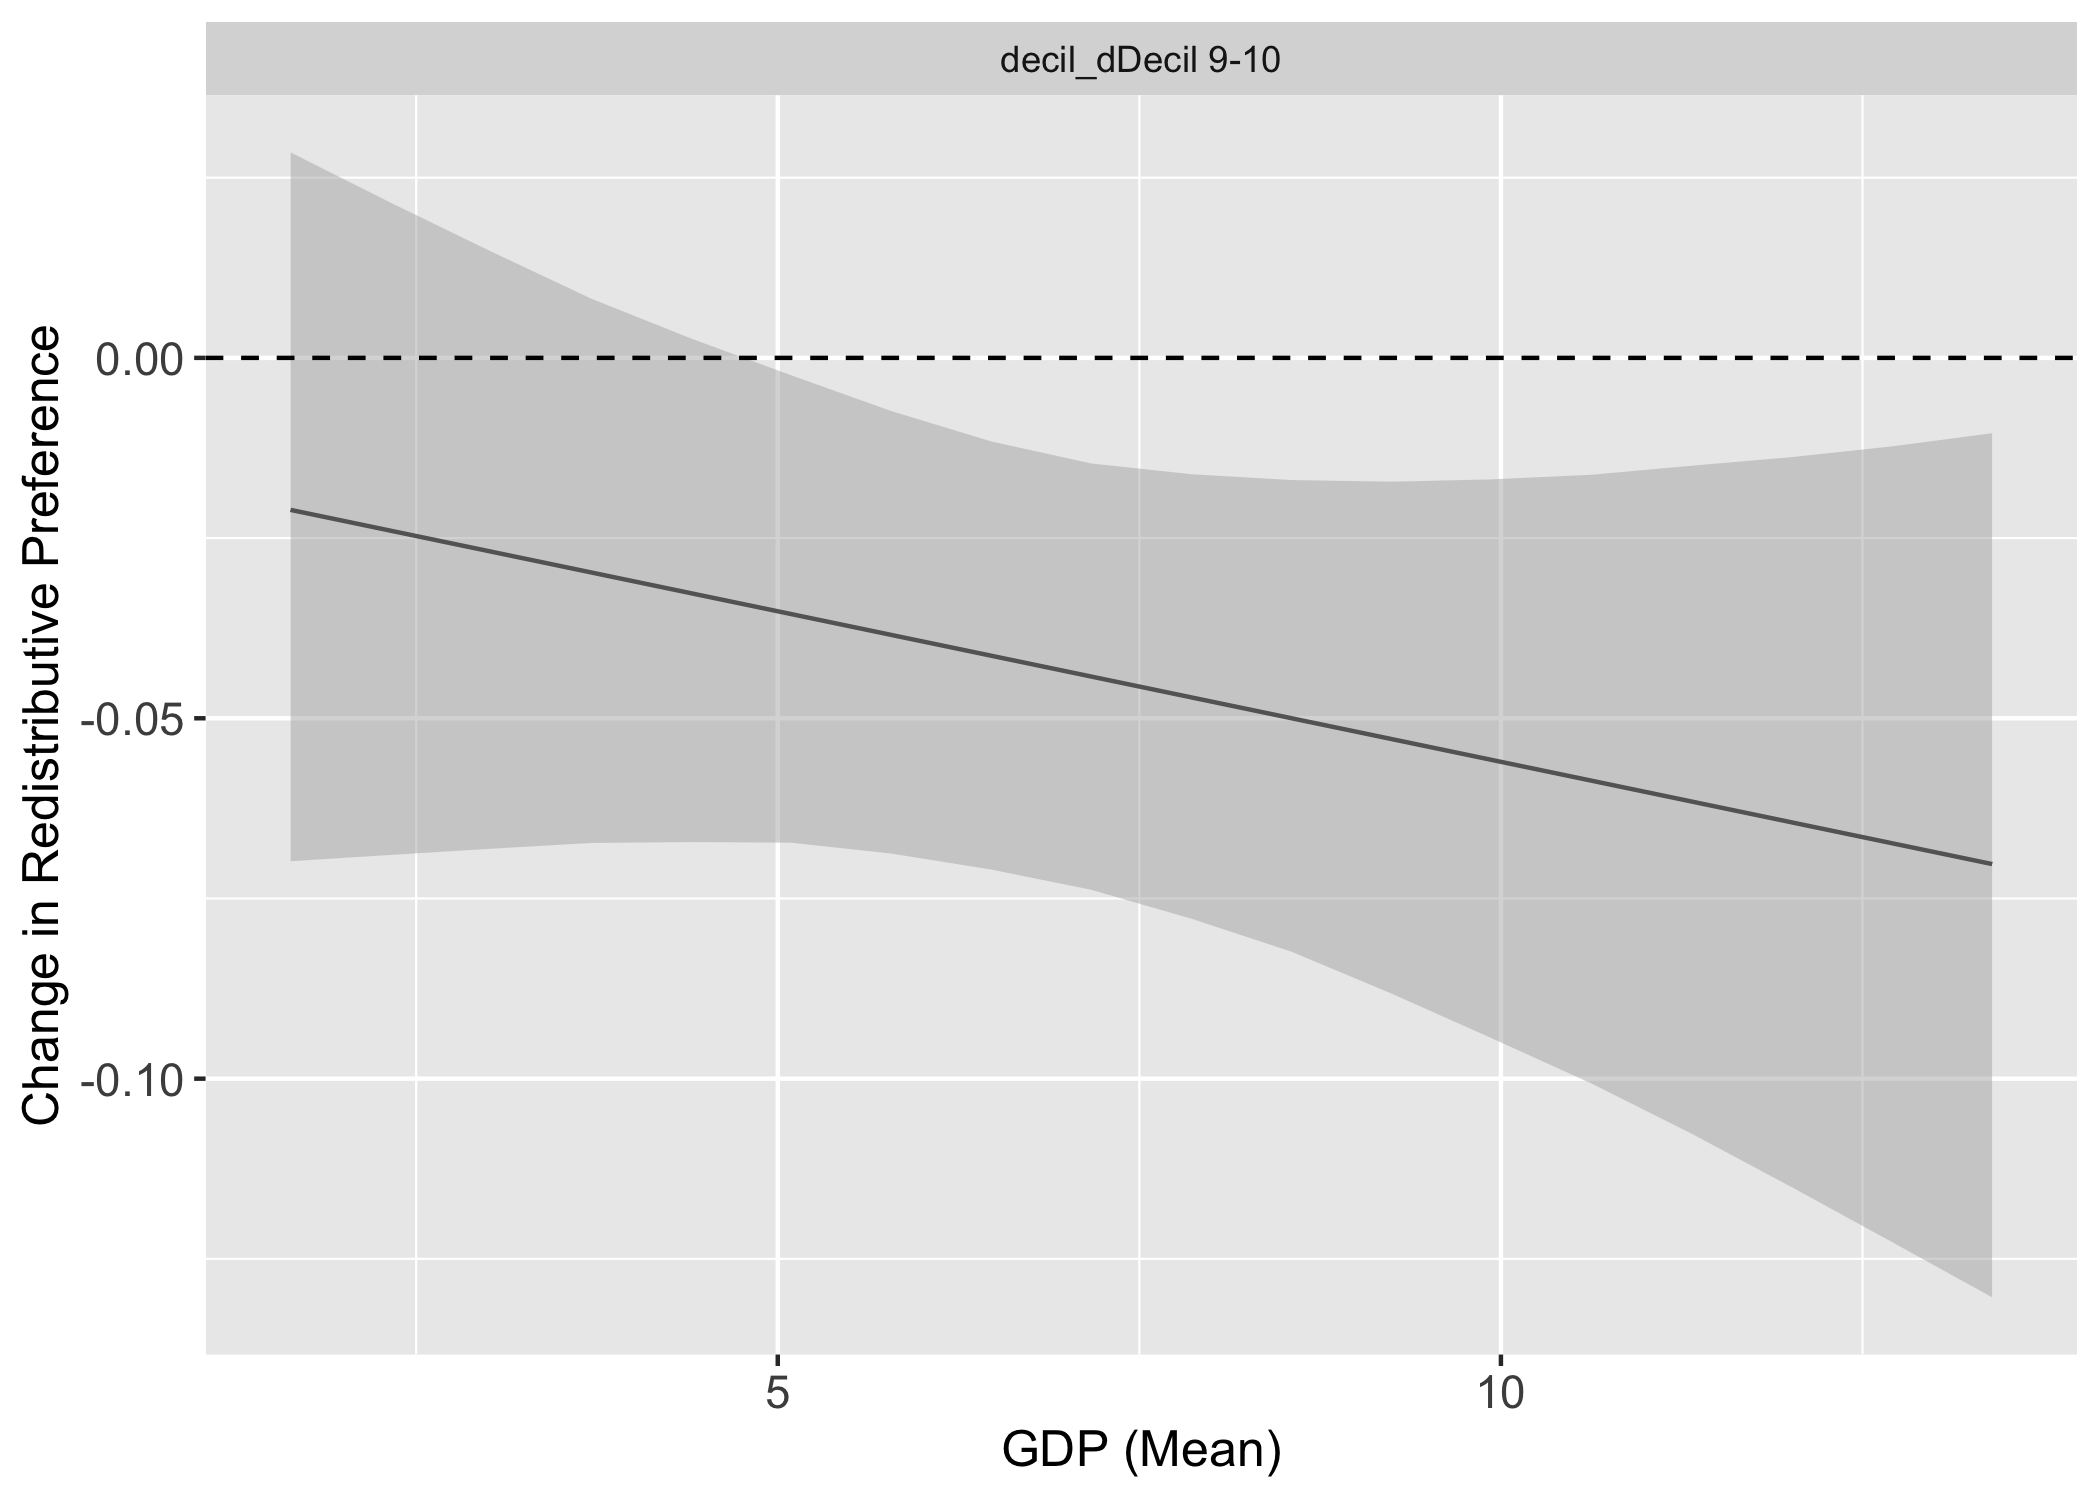 decil_dDecil 9-10
Change in Redistributive Preference
0.00
-0.05
-0.10
5
10
GDP (Mean)